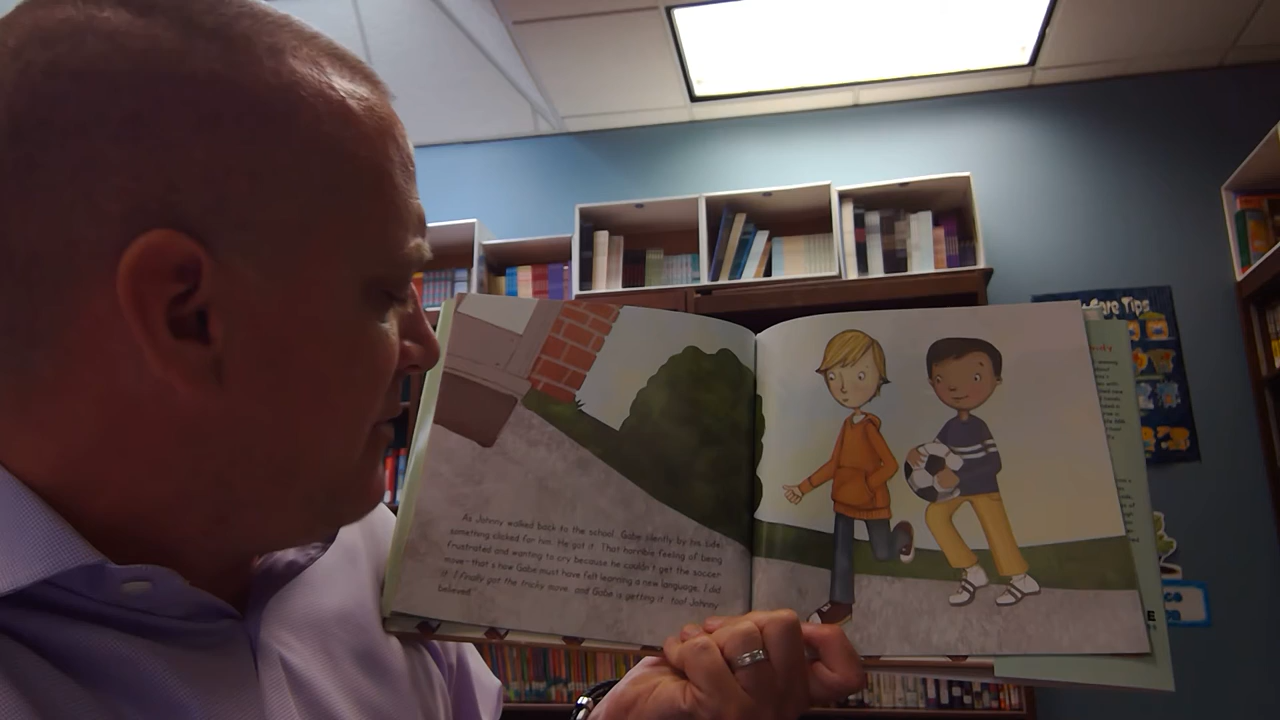 As Johnny walked back to the school, Gabe silently by his side,
something clicked for him. He got it. That horrible feeling of being
frustrated and wanting to cry because he couldn't get the soccer
move-that's how Gabe must have felt learning a new language. I did
it. I finally got the tricky move, and Gabe is getting it, too! Johnny
believed.
Care Tips